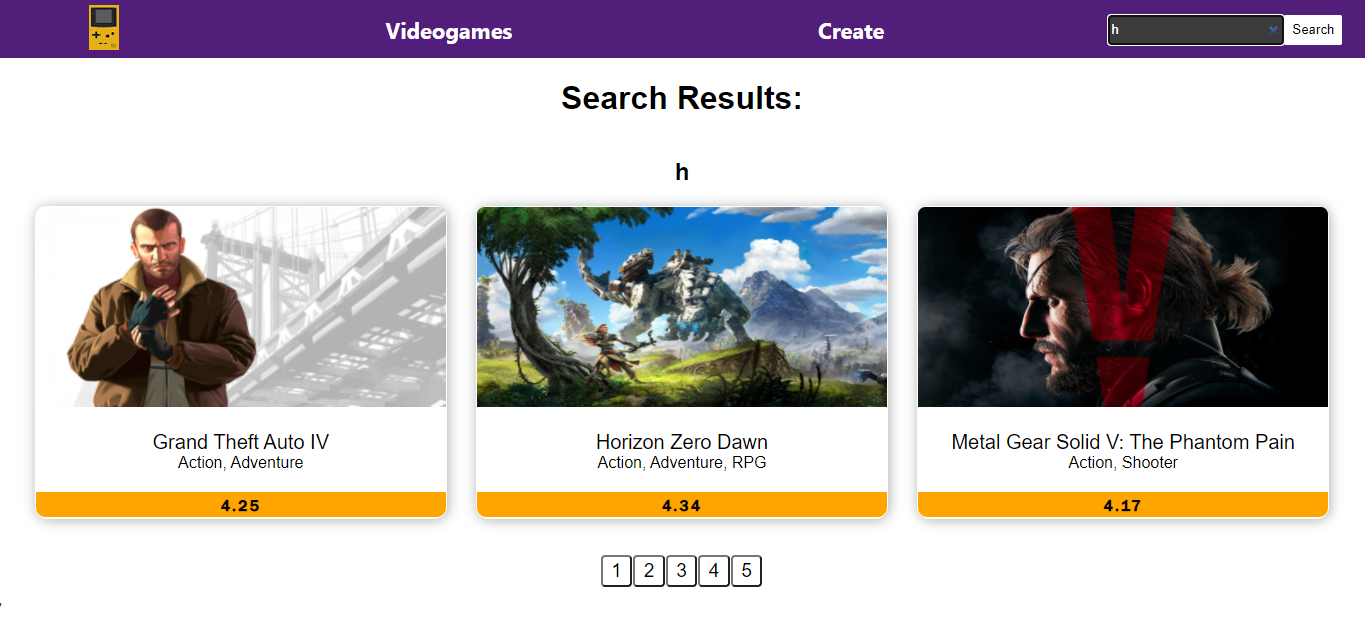 Videogames
Create
h
Search
Search Results:
h
Grand Theft Auto IV
Action, Adventure
4.25
Horizon Zero Dawn
Action, Adventure, RPG
4.34
V
Metal Gear Solid V: The Phantom Pain
Action, Shooter
4.17
1 2 3 4 5